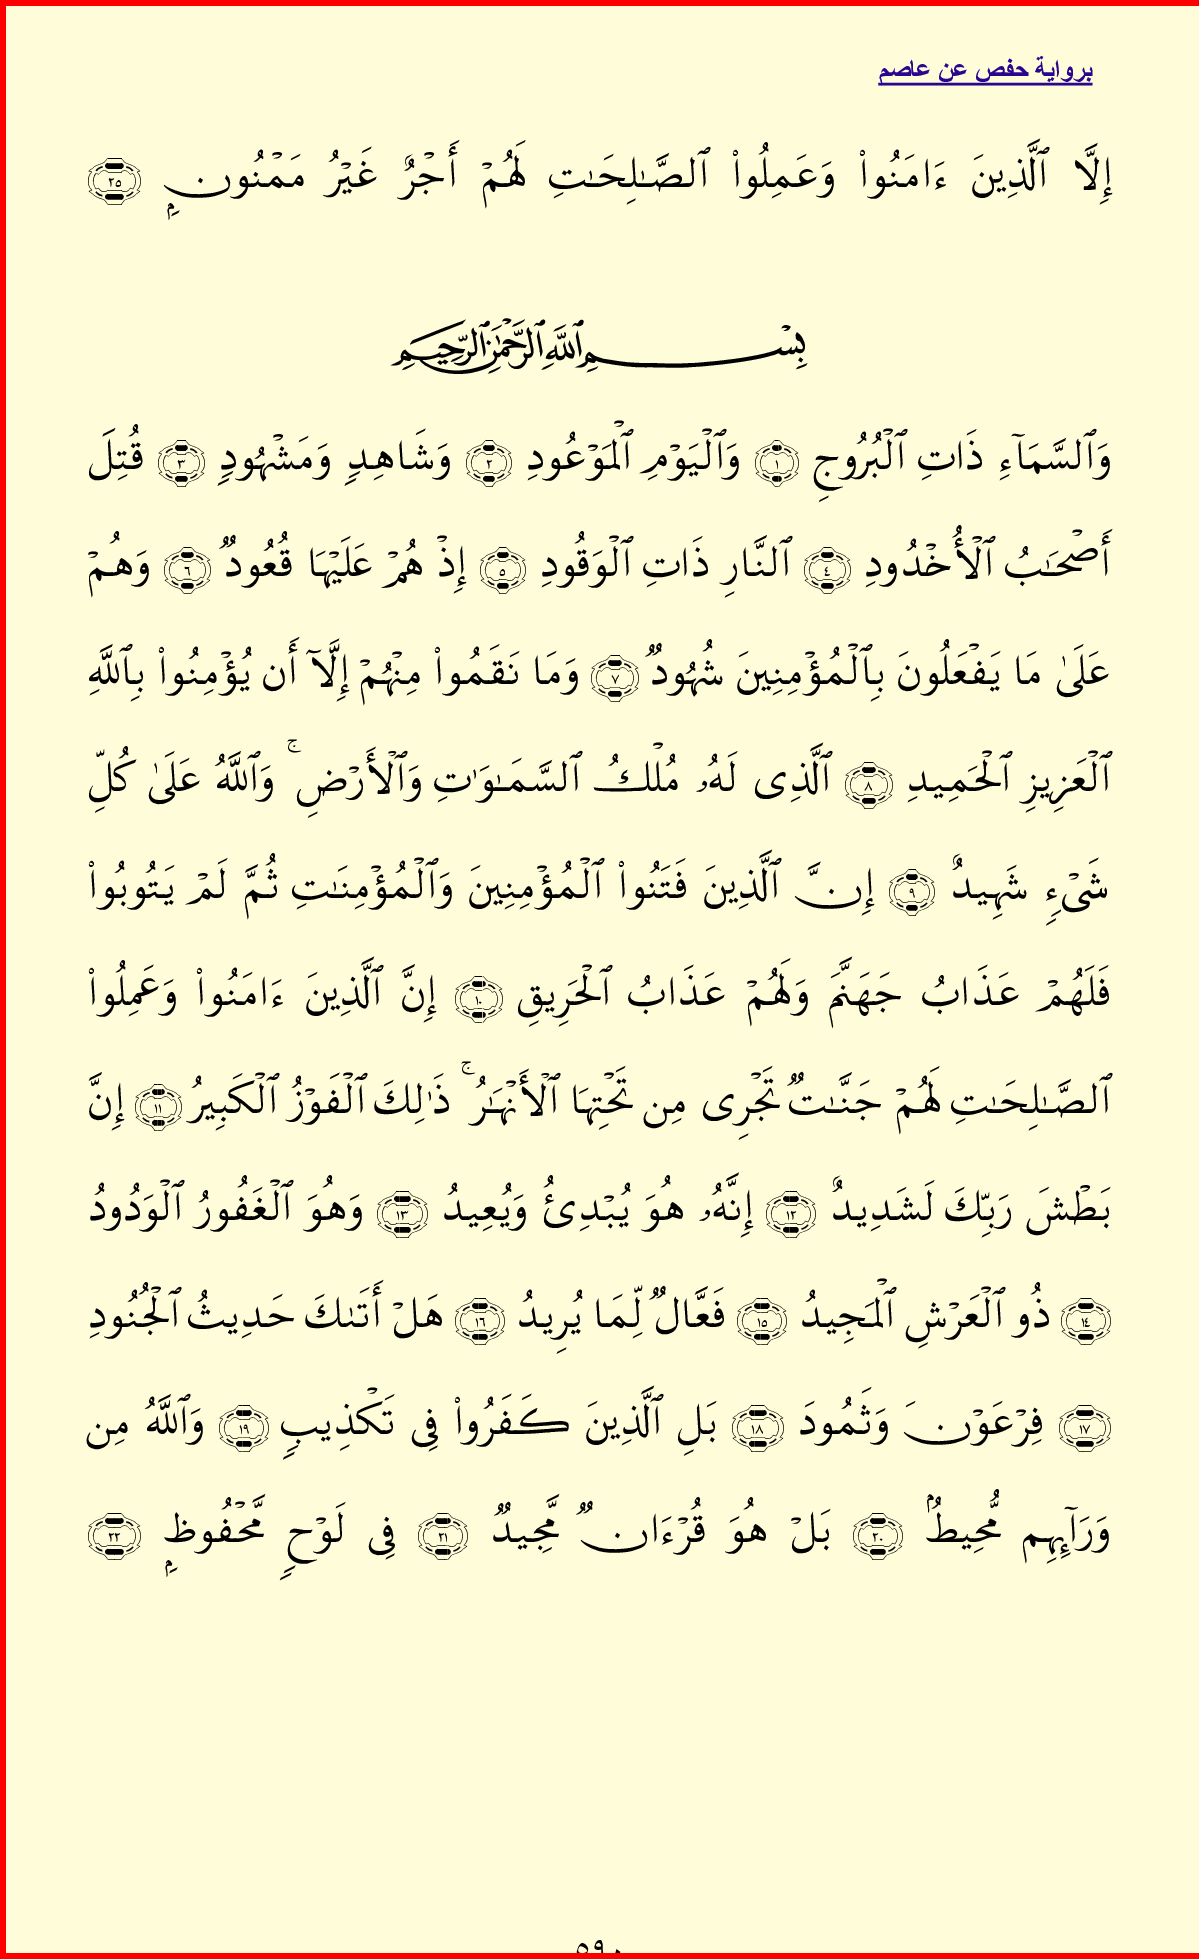 برواية حفص عن عاصم
إِلَّا ٱلَّذِينَ ءَامَنُوا۟ وَعَمِلُوا۟ ٱلصَّـٰلِحَـٰتِ لَهُمْ أَجْرٌ غَيْرُ مَمْنُونٍۭ ﴿٢٥﴾
بِسْمِ ٱللَّهِ ٱلرَّحْمَـٰنِ ٱلرَّحِيمِ
وَٱلسَّمَآءِ ذَاتِ ٱلْبُرُوجِ ﴿١﴾ وَٱلْيَوْمِ ٱلْمَوْعُودِ ﴿٢﴾ وَشَاهِدٍ وَمَشْهُودٍ ﴿٣﴾ قُتِلَ
أَصْحَـٰبُ ٱلْأُخْدُودِ ﴿٤﴾ ٱلنَّارِ ذَاتِ ٱلْوَقُودِ ﴿٥﴾ إِذْ هُمْ عَلَيْهَا قُعُودٌ ﴿٦﴾ وَهُمْ
عَلَىٰ مَا يَفْعَلُونَ بِٱلْمُؤْمِنِينَ شُهُودٌ ﴿٧﴾ وَمَا نَقَمُوا۟ مِنْهُمْ إِلَّآ أَن يُؤْمِنُوا۟ بِٱللَّهِ
ٱلْعَزِيزِ ٱلْحَمِيدِ ﴿٨﴾ ٱلَّذِى لَهُۥ مُلْكُ ٱلسَّمَـٰوَٰتِ وَٱلْأَرْضِ ۚ وَٱللَّهُ عَلَىٰ كُلِّ
شَىْءٍ شَهِيدٌ ﴿٩﴾ إِنَّ ٱلَّذِينَ فَتَنُوا۟ ٱلْمُؤْمِنِينَ وَٱلْمُؤْمِنَـٰتِ ثُمَّ لَمْ يَتُوبُوا۟
فَلَهُمْ عَذَابُ جَهَنَّمَ وَلَهُمْ عَذَابُ ٱلْحَرِيقِ ﴿١٠﴾ إِنَّ ٱلَّذِينَ ءَامَنُوا۟ وَعَمِلُوا۟
ٱلصَّـٰلِحَـٰتِ لَهُمْ جَنَّـٰتٌ تَجْرِى مِن تَحْتِهَا ٱلْأَنْهَـٰرُ ۚ ذَٰلِكَ ٱلْفَوْزُ ٱلْكَبِيرُ ﴿١١﴾ إِنَّ
بَطْشَ رَبِّكَ لَشَدِيدٌ ﴿١٢﴾ إِنَّهُۥ هُوَ يُبْدِئُ وَيُعِيدُ ﴿١٣﴾ وَهُوَ ٱلْغَفُورُ ٱلْوَدُودُ
﴿١٤﴾ ذُو ٱلْعَرْشِ ٱلْمَجِيدُ ﴿١٥﴾ فَعَّالٌ لِّمَا يُرِيدُ ﴿١٦﴾ هَلْ أَتَىٰكَ حَدِيثُ ٱلْجُنُودِ
﴿١٧﴾ فِرْعَوْنَ وَثَمُودَ ﴿١٨﴾ بَلِ ٱلَّذِينَ كَفَرُوا۟ فِى تَكْذِيبٍ ﴿١٩﴾ وَٱللَّهُ مِن
وَرَآئِهِم مُّحِيطٌۢ ﴿٢٠﴾ بَلْ هُوَ قُرْءَانٌ مَّجِيدٌ ﴿٢١﴾ فِى لَوْحٍ مَّحْفُوظٍۭ ﴿٢٢﴾
٥٩٠